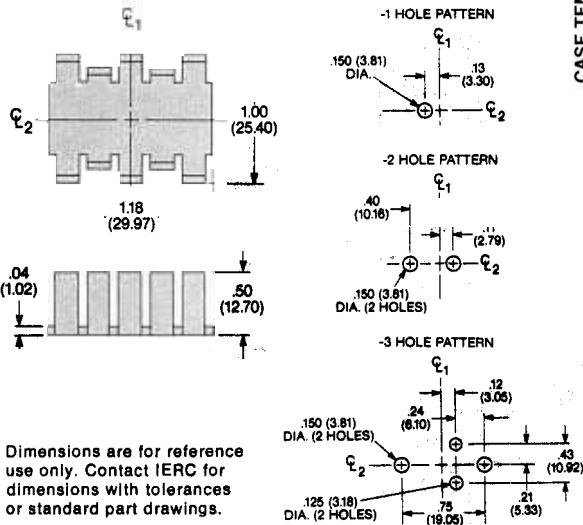 ℄1
℄2
1.00
(25.40)
1.18
(29.97)
.04
(1.02)
.50
(12.70)
Dimensions are for reference
use only. Contact IERC for
dimensions with tolerances
or standard part drawings.
-1 HOLE PATTERN
℄1
.150 (3.81)
DIA.
.13
(3.30)
℄2
-2 HOLE PATTERN
℄1
.40
(10.16)
(2.79)
℄2
.150 (3.81)
DIA. (2 HOLES)
-3 HOLE PATTERN
℄1
.12
(3.05)
.24
(6.10)
.150 (3.81)
DIA. (2 HOLES)
℄2
.43
(10.92)
.125 (3.18)
DIA. (2 HOLES)
.75
(19.05)
.21
(5.33)
CASE